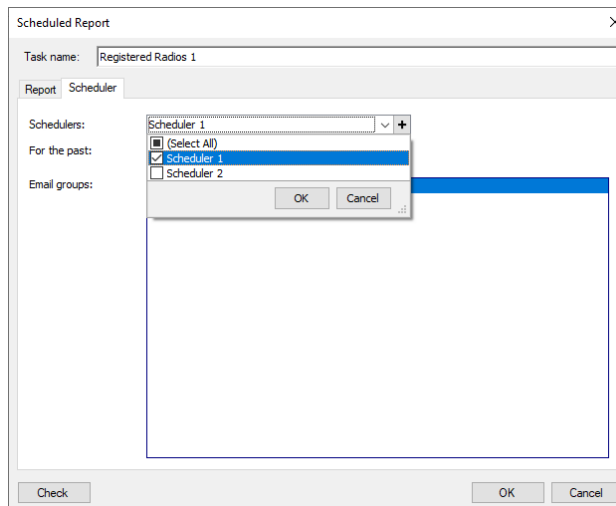 Scheduled Report
Task name: Registered Radios 1
Report Scheduler
Schedulers: Scheduler 1
(Select All)
For the past:
Scheduler 1
Scheduler 2
Email groups:
OK Cancel
Check OK Cancel